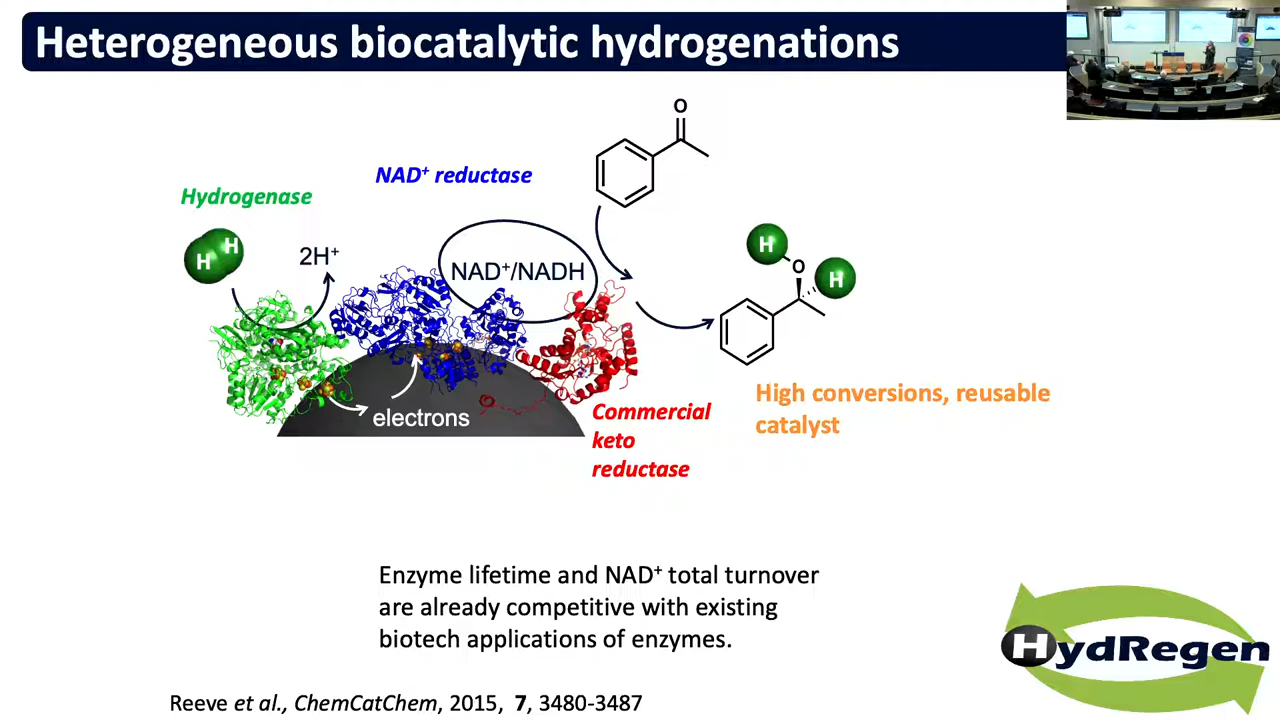 Heterogeneous biocatalytic hydrogenations
O
NAD⁺ reductase
Hydrogenase
H
H
2H⁺
NAD⁺/NADH
H
O
H
electrons
Commercial
keto
reductase
High conversions, reusable
catalyst
Enzyme lifetime and NAD⁺ total turnover
are already competitive with existing
biotech applications of enzymes.
HydRegen
Reeve et al., ChemCatChem, 2015, 7, 3480-3487